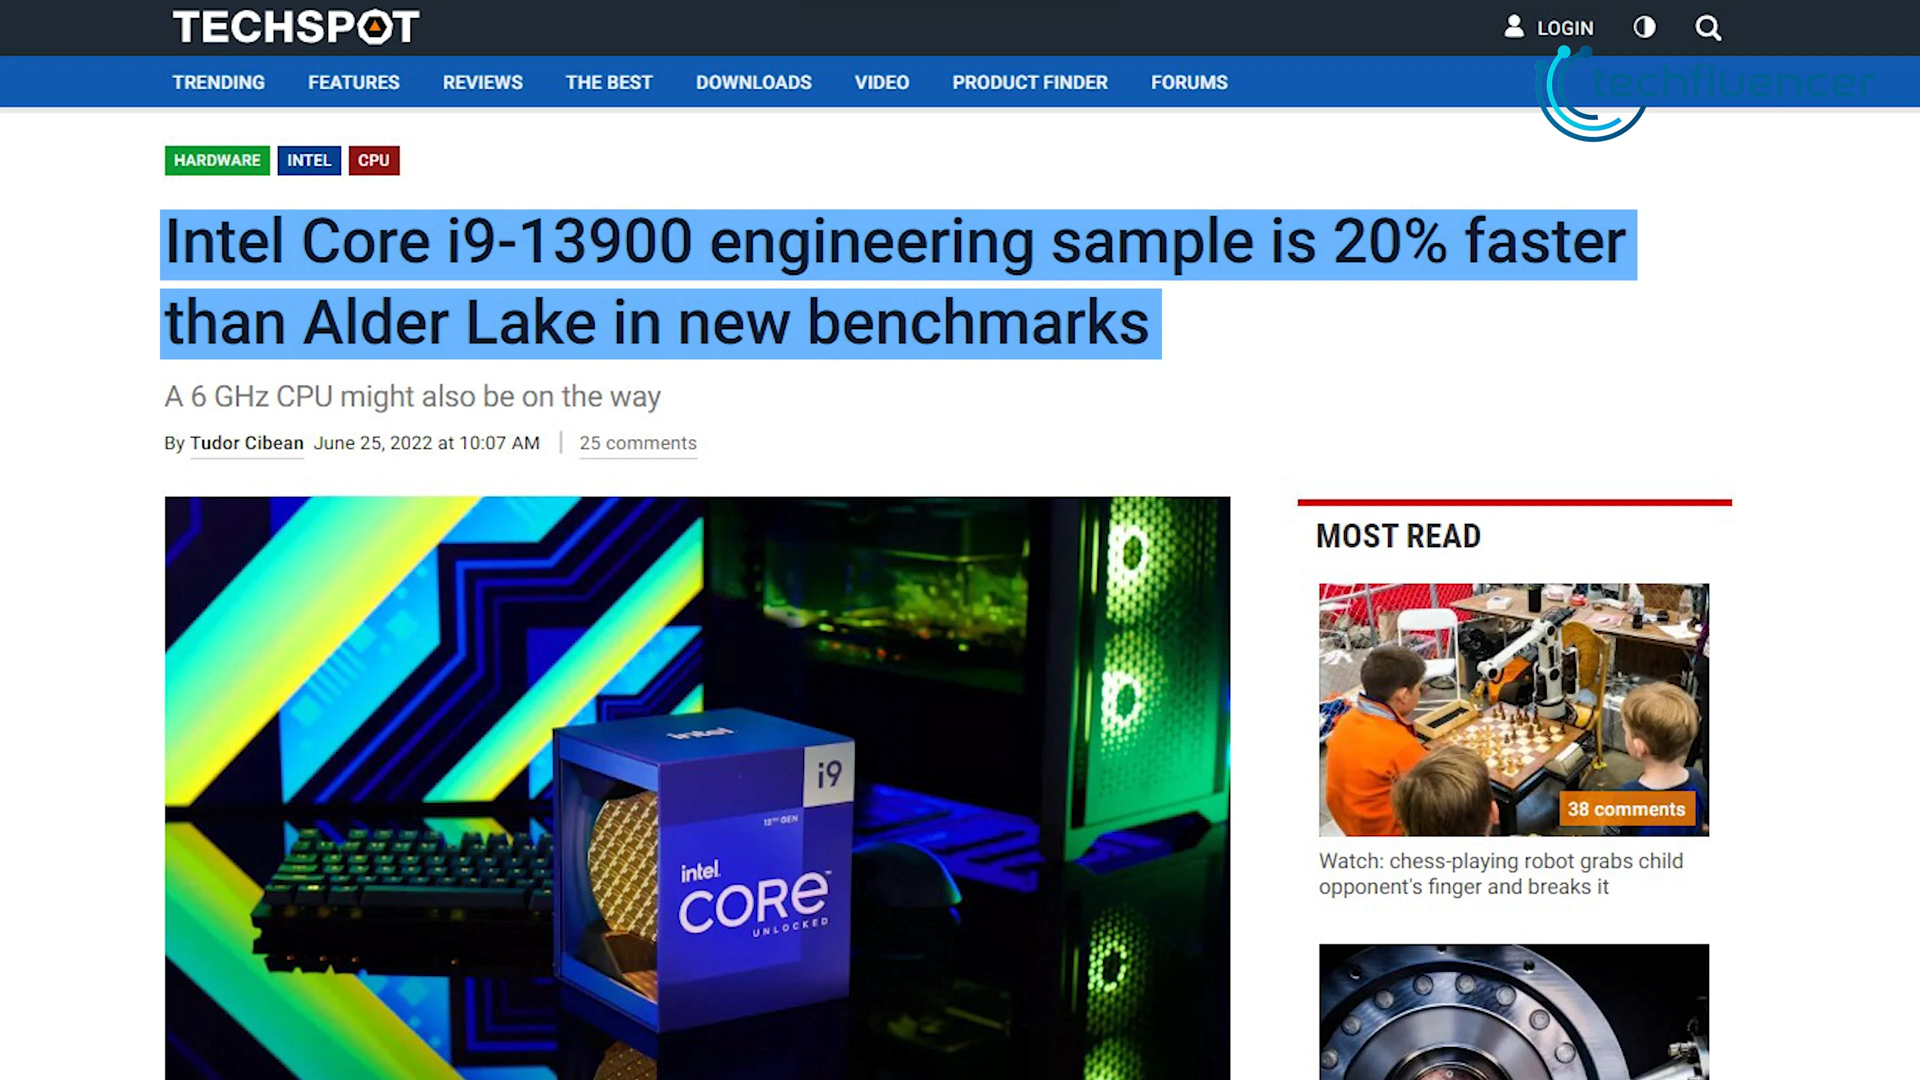 TECHSPOT
LOGIN
TRENDING FEATURES REVIEWS THE BEST DOWNLOADS VIDEO PRODUCT FINDER FORUMS
techfluencer
HARDWARE INTEL CPU
Intel Core i9-13900 engineering sample is 20% faster
than Alder Lake in new benchmarks
A 6 GHz CPU might also be on the way
By Tudor Cibean June 25, 2022 at 10:07 AM 25 comments
MOST READ
intel
i9
12TH GEN
intel.
CORE™
UNLOCKED
38 comments
Watch: chess-playing robot grabs child
opponent's finger and breaks it